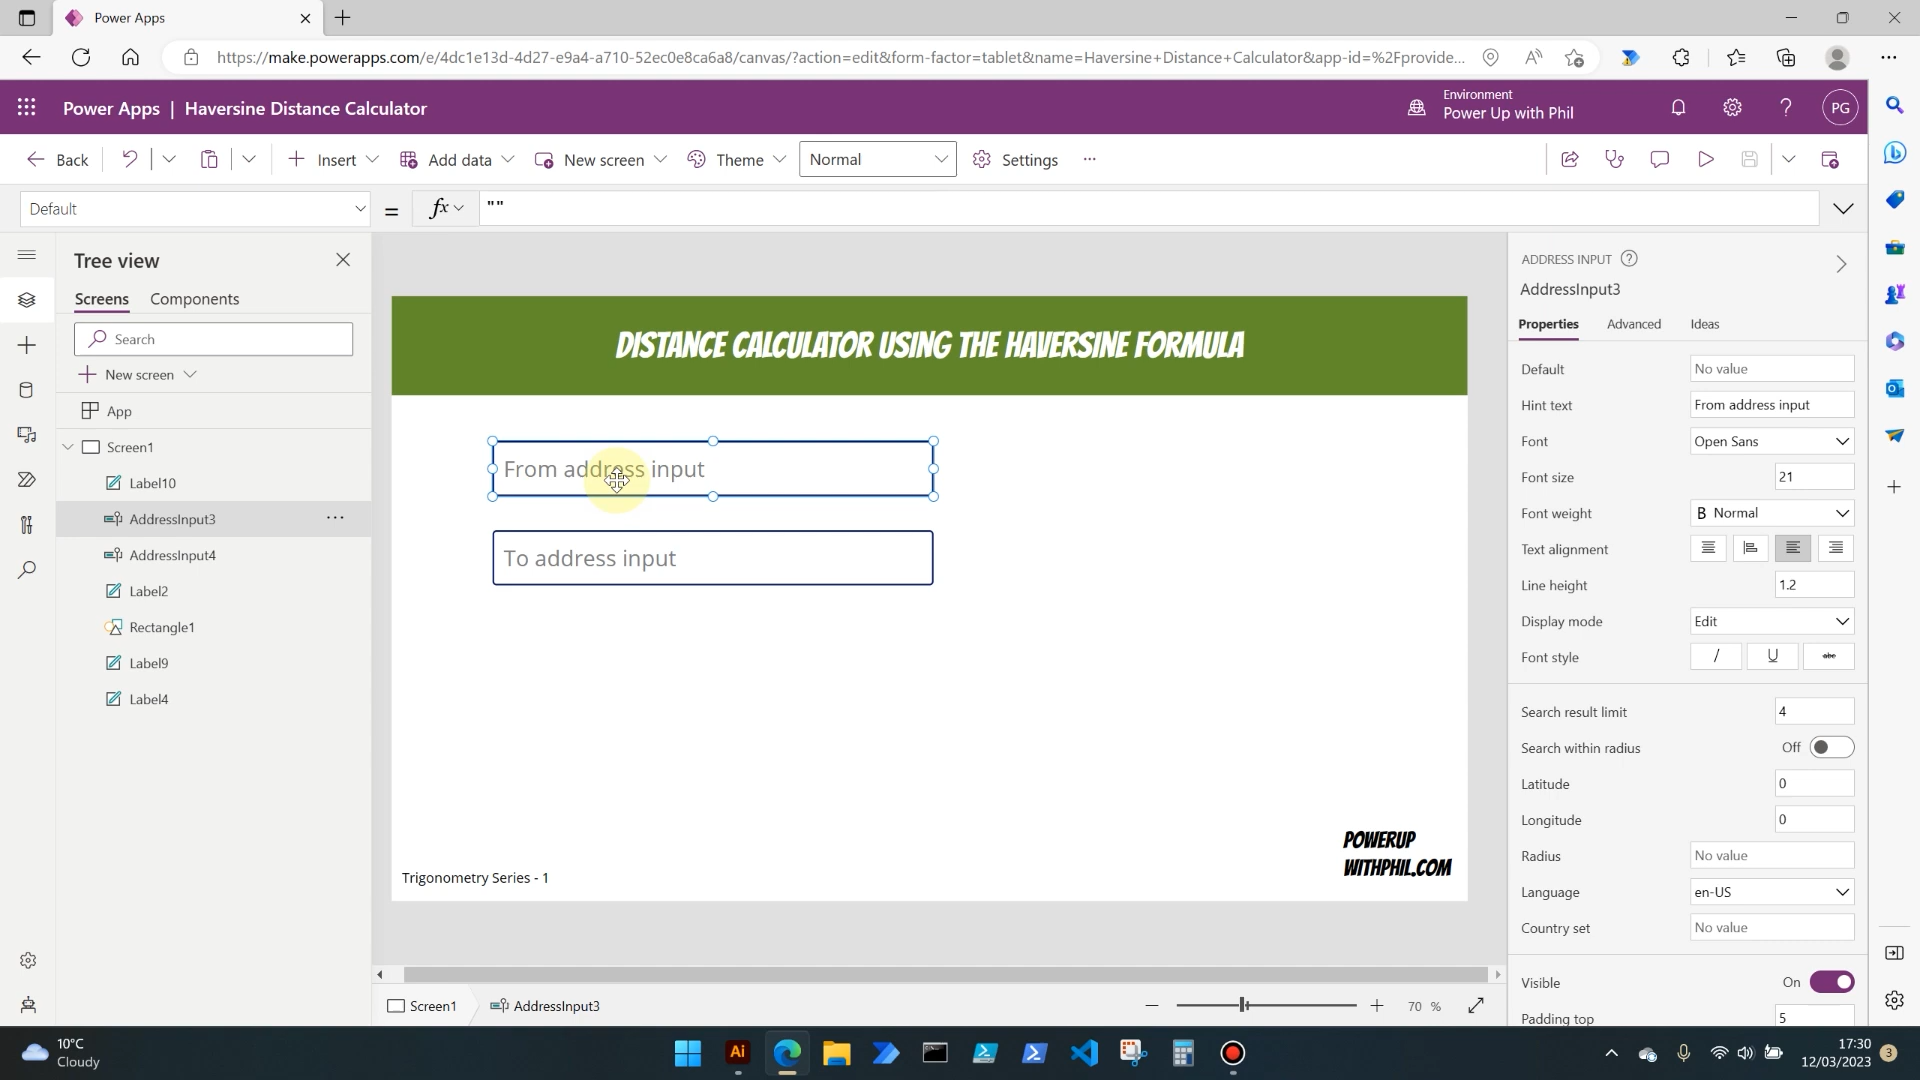 Power Apps
https://make.powerapps.com/e/4dc1e13d-4d27-e9a4-a710-52ec0e8ca6a8/canvas/?action=edit&form-factor=tablet&name=Haversine+Distance+Calculator&app-id=%2Fprovide...
Power Apps | Haversine Distance Calculator
Environment
Power Up with Phil
PG
Back
Insert
Add data
New screen
Theme
Normal
Settings
Default
=
fx
""
Tree view
Screens
Components
Search
New screen
App
Screen1
Label10
AddressInput3
AddressInput4
Label2
Rectangle1
Label9
Label4
DISTANCE CALCULATOR USING THE HAVERSINE FORMULA
From address input
To address input
POWERUP
WITHPHIL.COM
Trigonometry Series - 1
Screen1
AddressInput3
70 %
ADDRESS INPUT
AddressInput3
Properties
Advanced
Ideas
Default
No value
Hint text
From address input
Font
Open Sans
Font size
21
Font weight
B Normal
Text alignment
Line height
1.2
Display mode
Edit
Font style
/ U abc
Search result limit
4
Search within radius
Off
Latitude
0
Longitude
0
Radius
No value
Language
en-US
Country set
No value
Visible
On
Padding top
5
10°C
Cloudy
Ai
17:30
12/03/2023
3